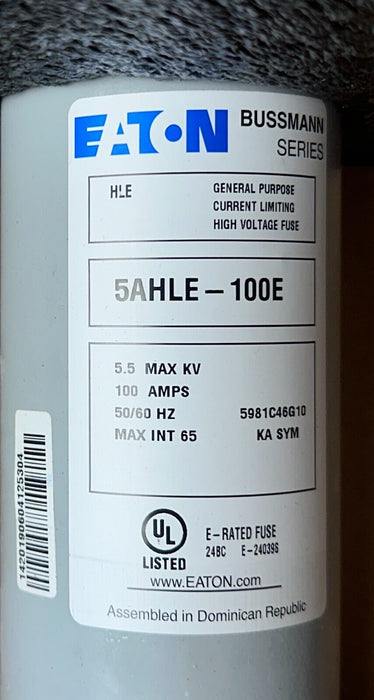 EATON BUSSMANN
SERIES
HLE GENERAL PURPOSE
CURRENT LIMITING
HIGH VOLTAGE FUSE
5AHLE-100E
5.5 MAX KV
100 AMPS
50/60 HZ 5981C46G10
MAX INT 65 KA SYM
UL
LISTED
E-RATED FUSE
24BC E-240396
www.EATON.com
Assembled in Dominican Republic
1420190604125304